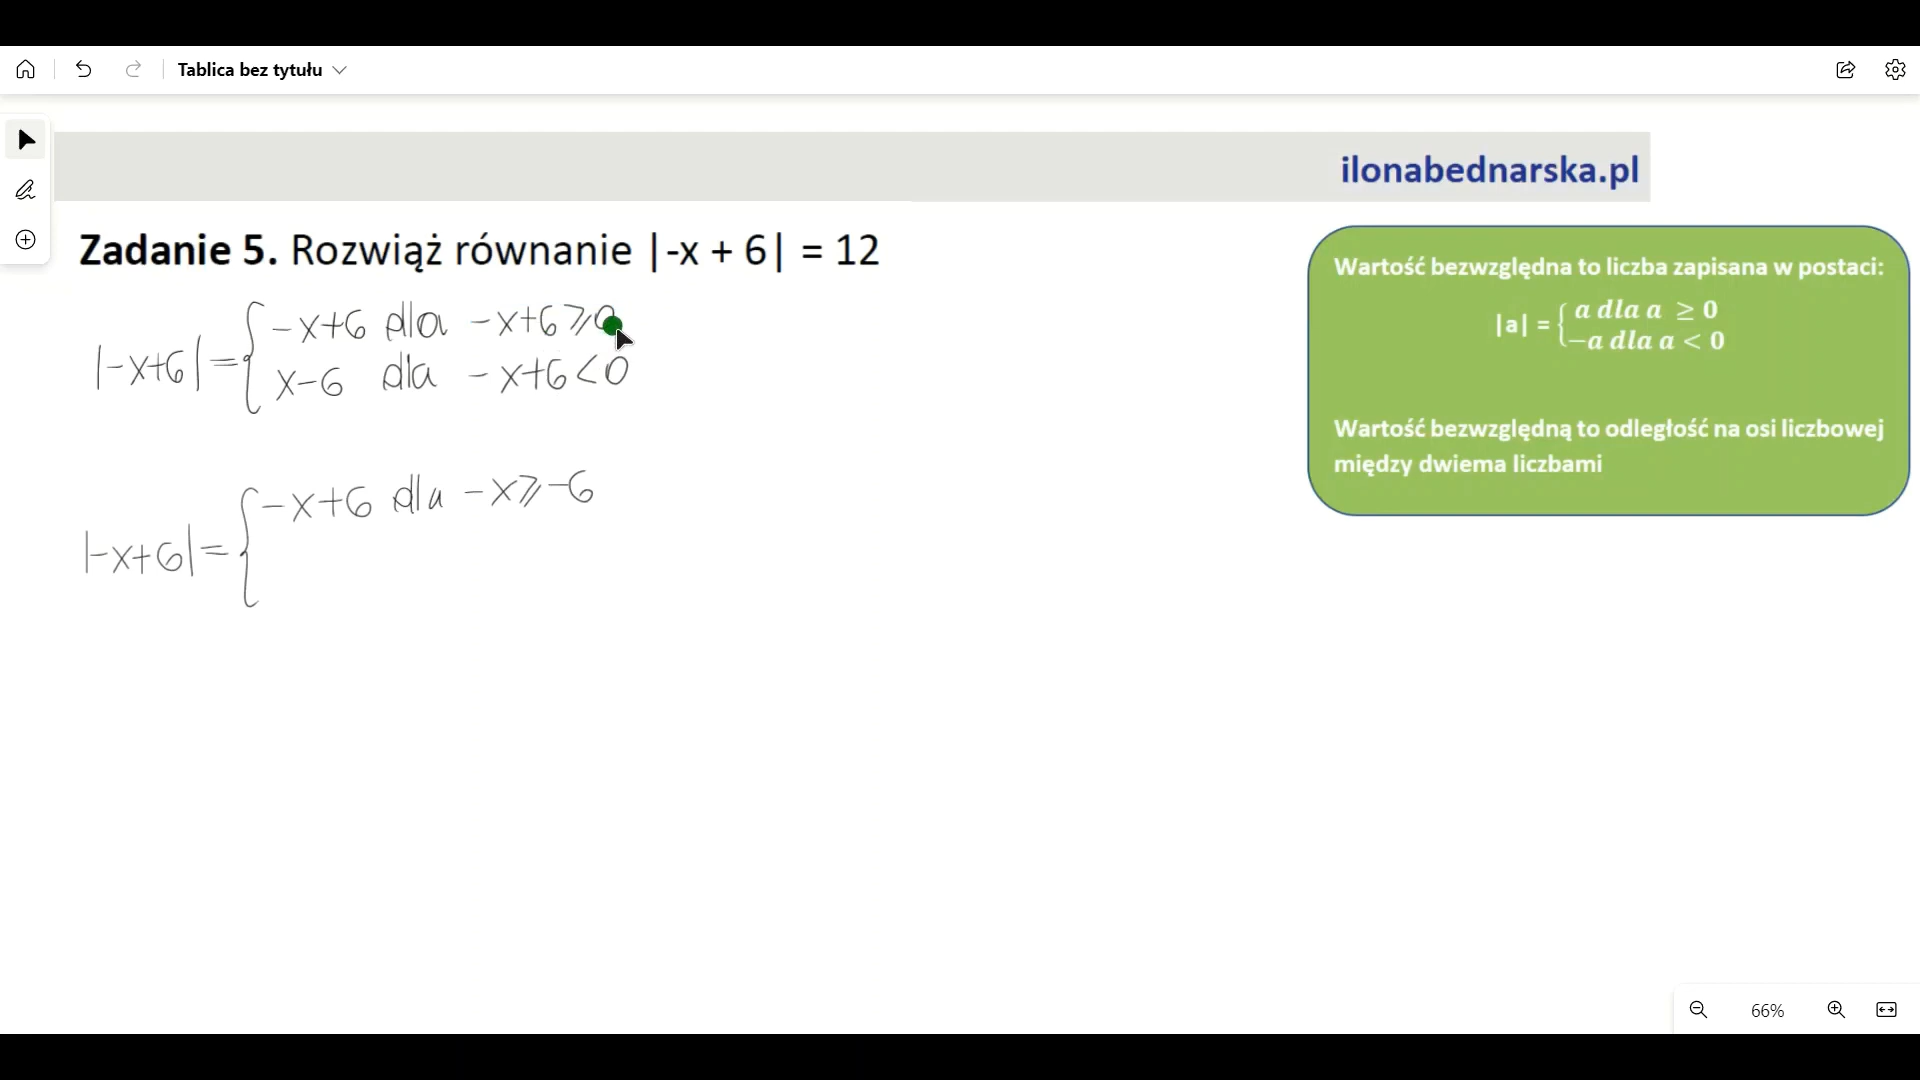 Tablica bez tytułu
ilonabednarska.pl
Zadanie 5. Rozwiąż równanie |-x + 6| = 12
|-x+6| = { -x+6 dla -x+6 ⩾ 0
x-6 dla -x+6 < 0
|-x+6| = { -x+6 dla -x ⩾ -6
Wartość bezwzględna to liczba zapisana w postaci:
|a| = { a dla a ≥ 0
−a dla a < 0
Wartość bezwzględną to odległość na osi liczbowej
między dwiema liczbami
66%